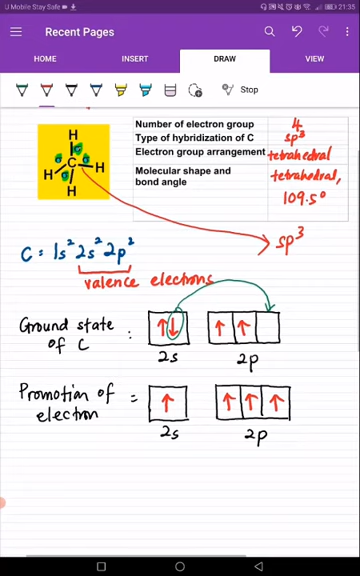 U Mobile Stay Safe
21:35
Recent Pages
HOME INSERT DRAW VIEW
Stop
H
H C H
H
σ σ σ σ
Number of electron group 4
Type of hybridization of C sp³
Electron group arrangement tetrahedral
Molecular shape and bond angle tetrahedral, 109.5°
sp³
C = 1s² 2s² 2p²
valence electrons
Ground state of C :
2s 2p
Promotion of electron =
2s 2p